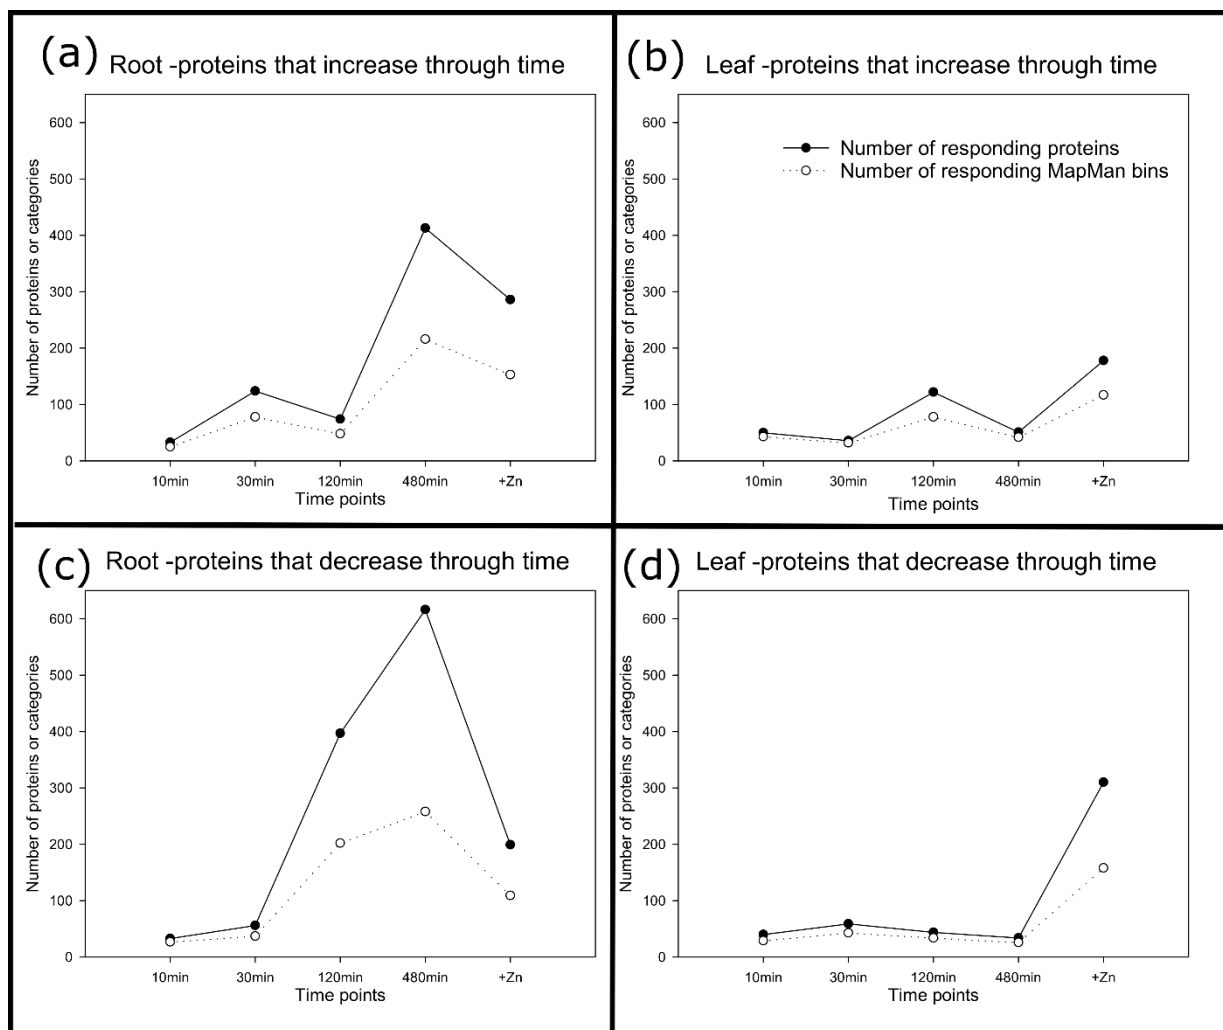 (a) Root -proteins that increase through time
Number of proteins or categories
600
500
400
300
200
100
0
10min 30min 120min 480min +Zn
Time points
(b) Leaf -proteins that increase through time
Number of responding proteins
Number of responding MapMan bins
Number of proteins or categories
600
500
400
300
200
100
0
10min 30min 120min 480min +Zn
Time points
(c) Root -proteins that decrease through time
Number of proteins or categories
600
500
400
300
200
100
0
10min 30min 120min 480min +Zn
Time points
(d) Leaf -proteins that decrease through time
Number of proteins or categories
600
500
400
300
200
100
0
10min 30min 120min 480min +Zn
Time points